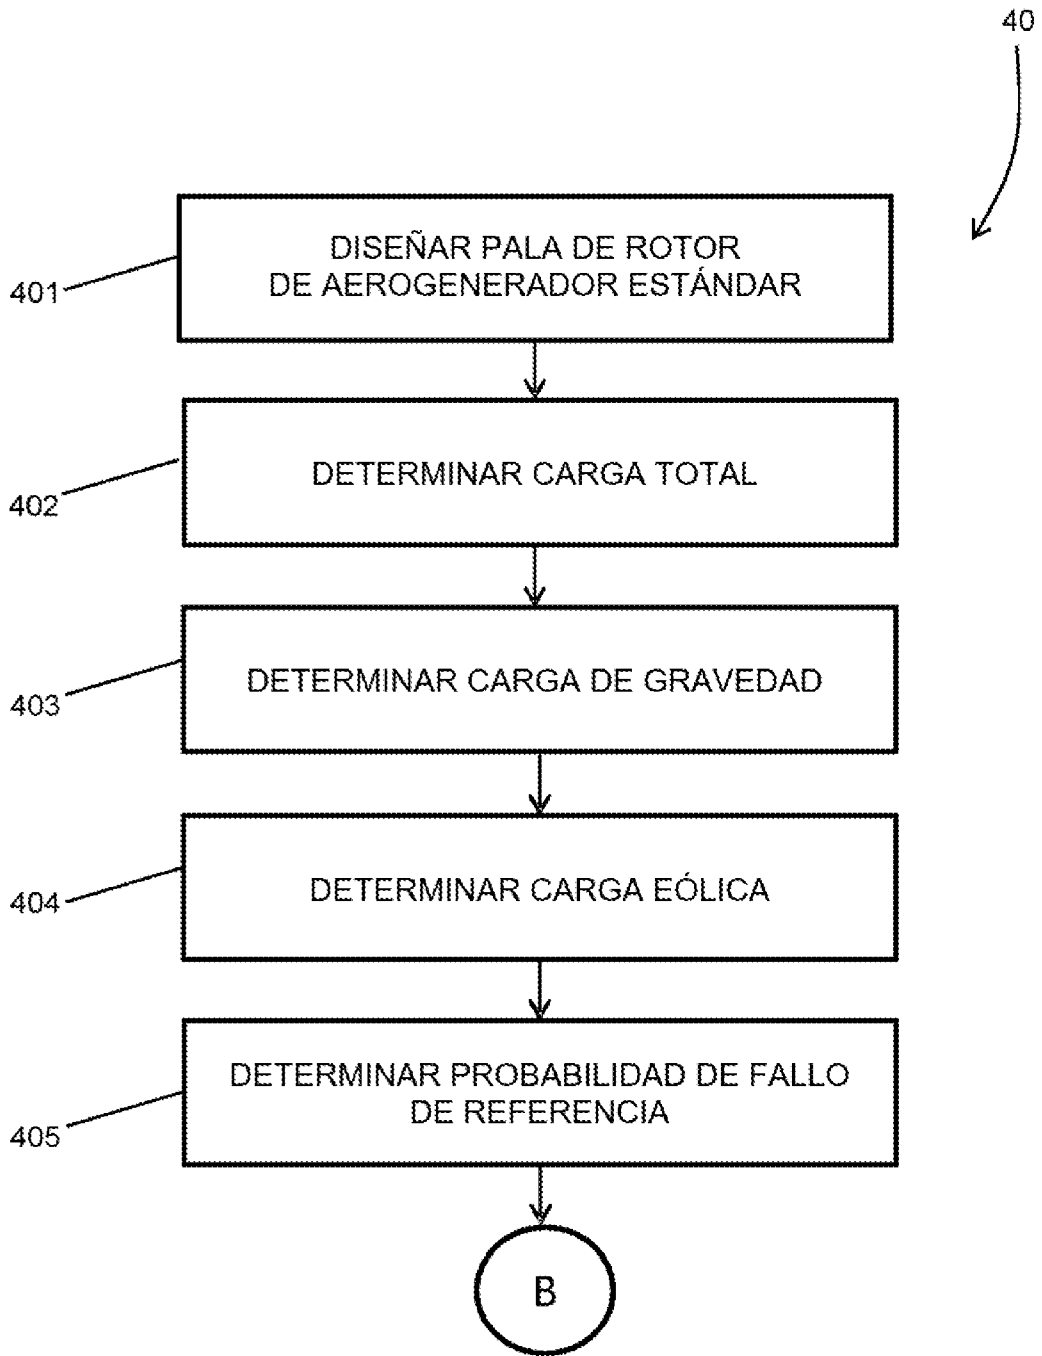 40
401
DISEÑAR PALA DE ROTOR
DE AEROGENERADOR ESTÁNDAR
402
DETERMINAR CARGA TOTAL
403
DETERMINAR CARGA DE GRAVEDAD
404
DETERMINAR CARGA EÓLICA
405
DETERMINAR PROBABILIDAD DE FALLO
DE REFERENCIA
B